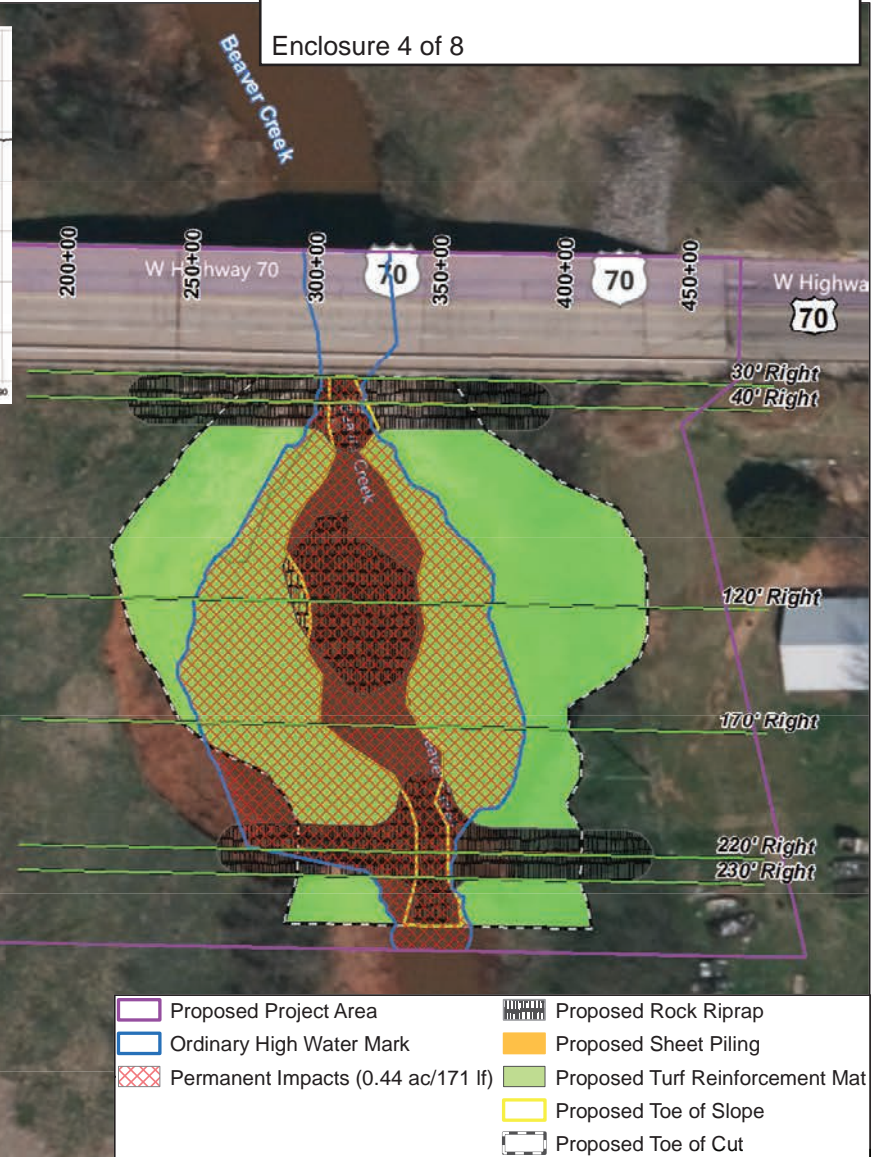 Enclosure 4 of 8
Beaver Creek
200+00
250+00
300+00
350+00
400+00
450+00
W Highway 70
70
70
W Highwa
70
30' Right
40' Right
Creek
120' Right
170' Right
220' Right
230' Right
Proposed Project Area
Ordinary High Water Mark
Permanent Impacts (0.44 ac/171 lf)
Proposed Rock Riprap
Proposed Sheet Piling
Proposed Turf Reinforcement Mat
Proposed Toe of Slope
Proposed Toe of Cut